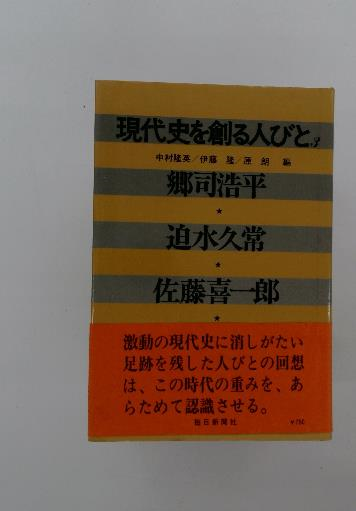 現代史を創る人びと3
中村隆英/伊藤 隆/原 朗 編
郷司浩平
★
迫水久常
★
佐藤喜一郎
★
激動の現代史に消しがたい
足跡を残した人びとの回想
は、この時代の重みを、あ
らためて認識させる。
毎日新聞社 ¥750